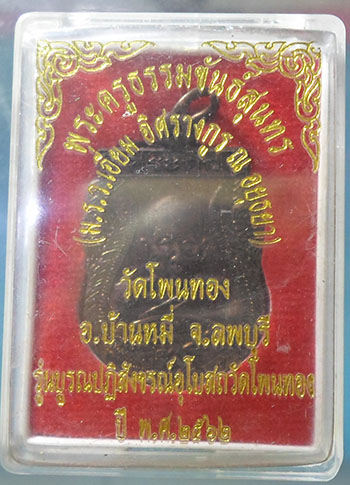 พระครูธรรมขันธ์สุนทร
(ม.ร.ว.เอี่ยม อิศรางกูร ณ อยุธยา)
วัดโพนทอง
อ.บ้านหมี่ จ.ลพบุรี
รุ่นบูรณปฏิสังขรณ์อุโบสถวัดโพนทอง
ปี พ.ศ.๒๕๖๒